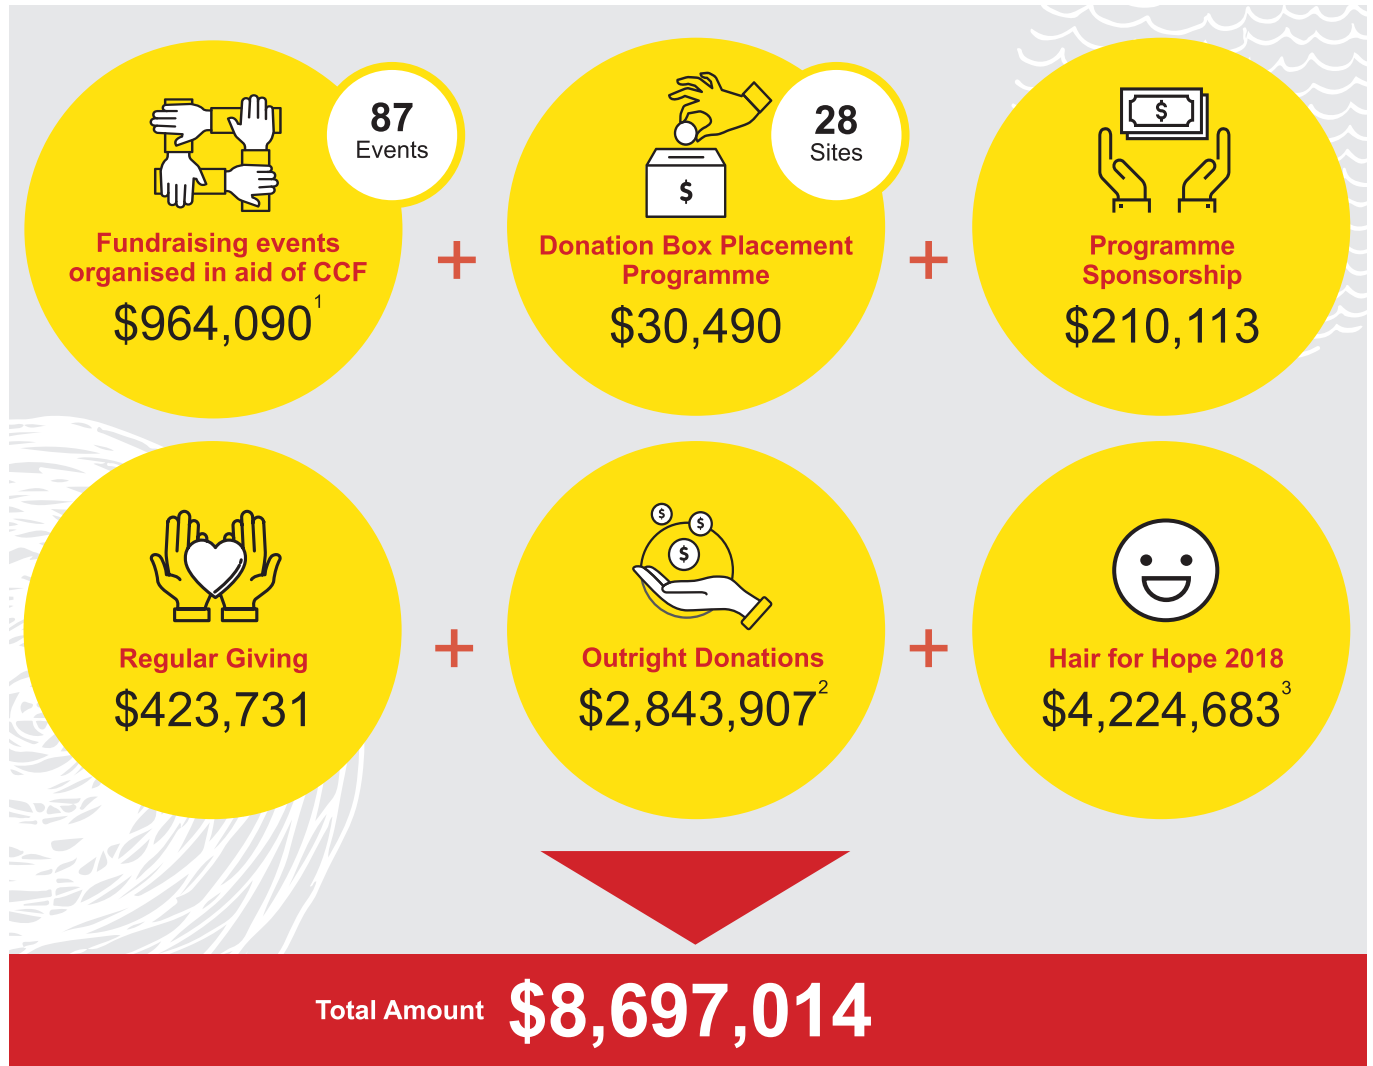 87
Events
Fundraising events
organised in aid of CCF
$964,090¹
+
$
28
Sites
Donation Box Placement
Programme
$30,490
+
$
Programme
Sponsorship
$210,113
Regular Giving
$423,731
+
$ $
$
Outright Donations
$2,843,907²
+
Hair for Hope 2018
$4,224,683³
Total Amount $8,697,014